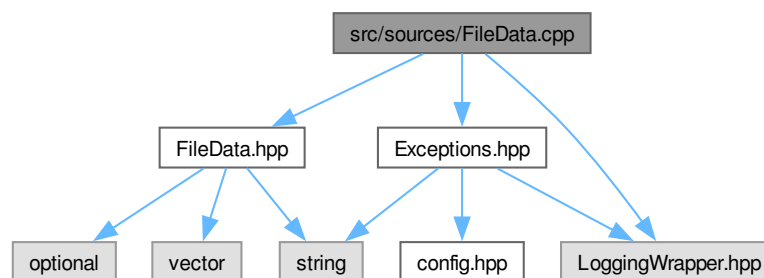 src/sources/FileData.cpp
FileData.hpp
Exceptions.hpp
optional
vector
string
config.hpp
LoggingWrapper.hpp